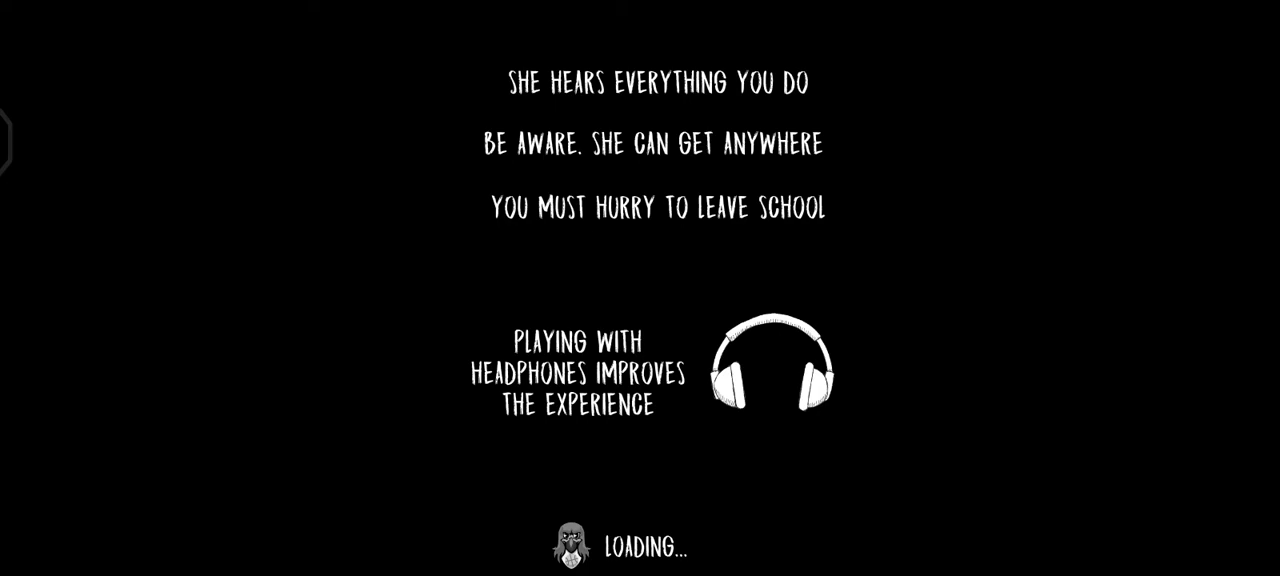 SHE HEARS EVERYTHING YOU DO
BE AWARE. SHE CAN GET ANYWHERE
YOU MUST HURRY TO LEAVE SCHOOL
PLAYING WITH
HEADPHONES IMPROVES
THE EXPERIENCE
LOADING...